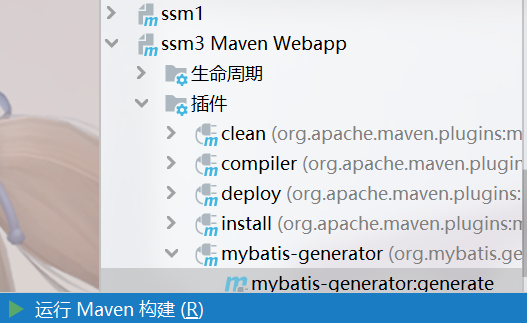 ssm1
ssm3 Maven Webapp
生命周期
插件
clean (org.apache.maven.plugins:m
compiler (org.apache.maven.plugin
deploy (org.apache.maven.plugins:
install (org.apache.maven.plugins:m
mybatis-generator (org.mybatis.ge
mybatis-generator:generate
运行 Maven 构建 (R)